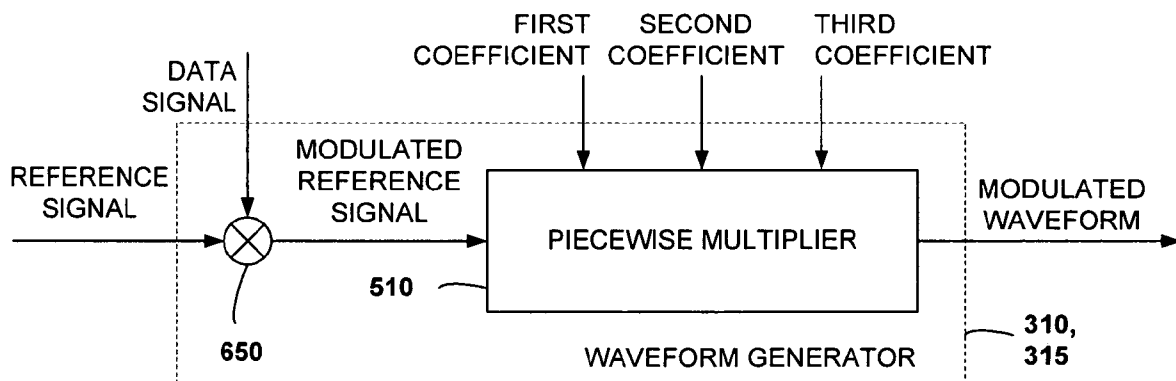 FIRST
COEFFICIENT
SECOND
COEFFICIENT
THIRD
COEFFICIENT
DATA
SIGNAL
REFERENCE
SIGNAL
MODULATED
REFERENCE
SIGNAL
PIECEWISE MULTIPLIER
MODULATED
WAVEFORM
650
510
WAVEFORM GENERATOR
310,
315